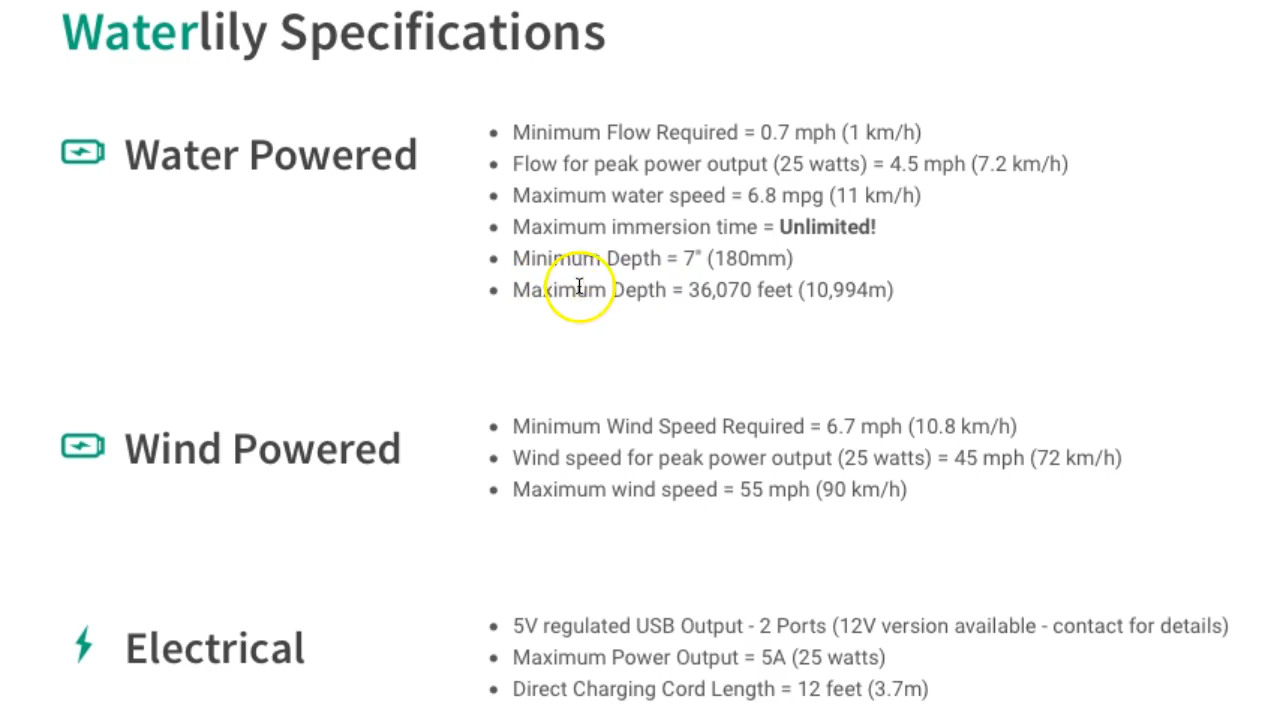 Waterlily Specifications
Water Powered
Minimum Flow Required = 0.7 mph (1 km/h)
Flow for peak power output (25 watts) = 4.5 mph (7.2 km/h)
Maximum water speed = 6.8 mpg (11 km/h)
Maximum immersion time = Unlimited!
Minimum Depth = 7" (180mm)
Maximum Depth = 36,070 feet (10,994m)
Wind Powered
Minimum Wind Speed Required = 6.7 mph (10.8 km/h)
Wind speed for peak power output (25 watts) = 45 mph (72 km/h)
Maximum wind speed = 55 mph (90 km/h)
Electrical
5V regulated USB Output - 2 Ports (12V version available - contact for details)
Maximum Power Output = 5A (25 watts)
Direct Charging Cord Length = 12 feet (3.7m)